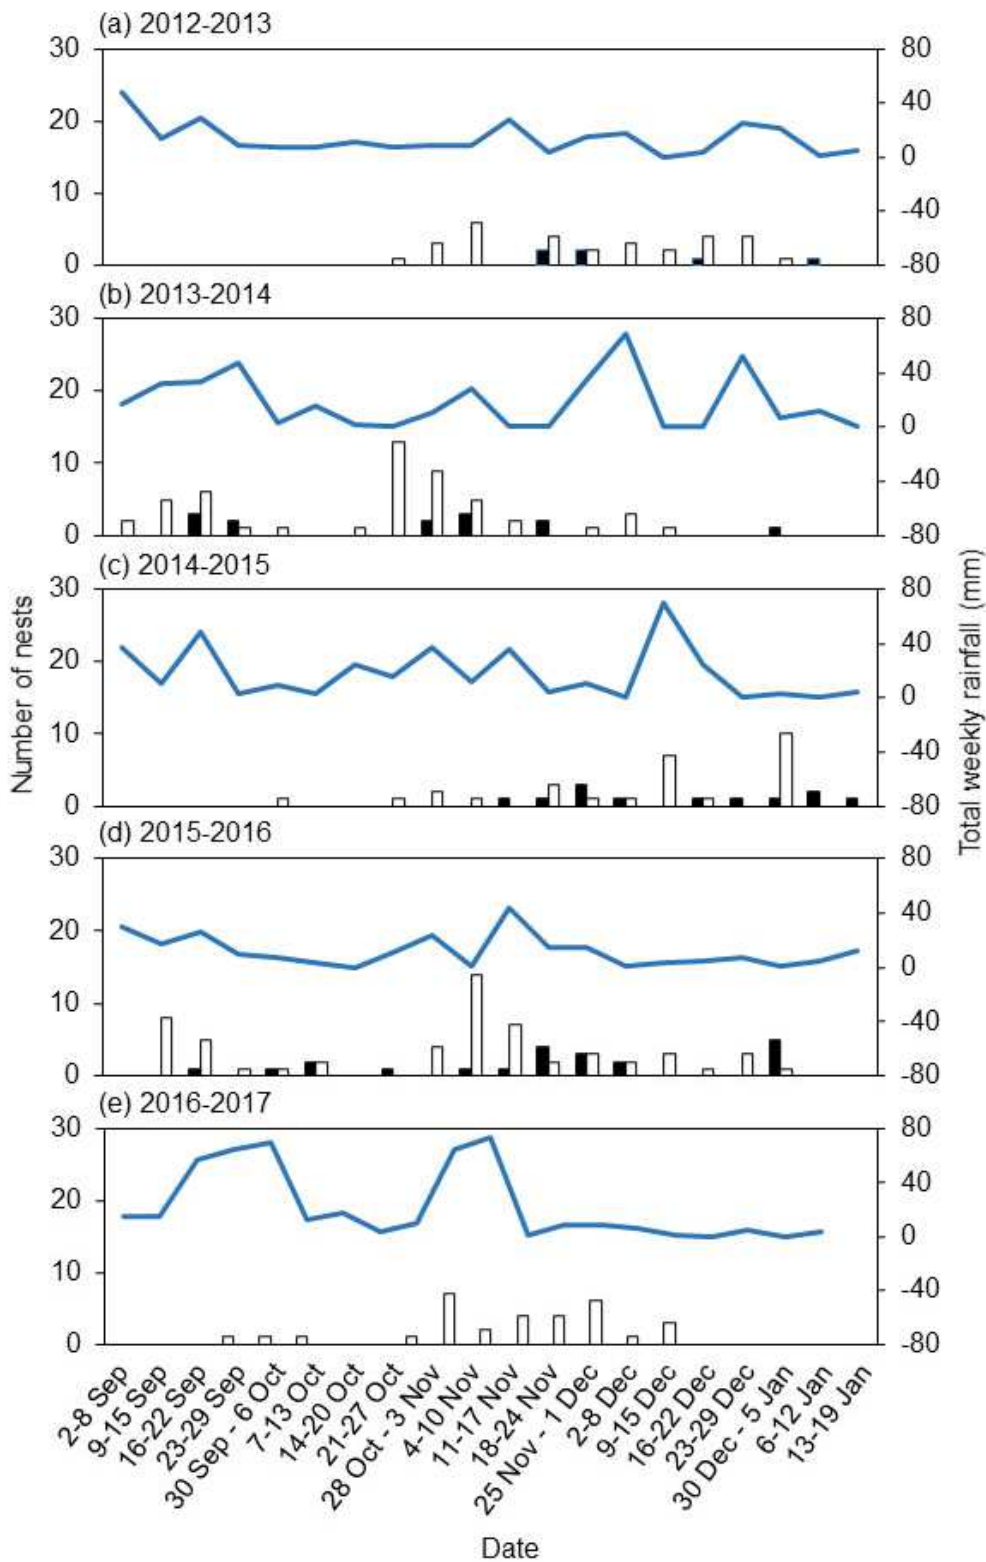 (a) 2012-2013
30
20
10
0
80
40
0
-40
-80
(b) 2013-2014
30
20
10
0
80
40
0
-40
-80
(c) 2014-2015
30
20
10
0
80
40
0
-40
-80
(d) 2015-2016
30
20
10
0
80
40
0
-40
-80
(e) 2016-2017
30
20
10
0
80
40
0
-40
-80
Number of nests
Total weekly rainfall (mm)
2-8 Sep
9-15 Sep
16-22 Sep
23-29 Sep
30 Sep - 6 Oct
7-13 Oct
14-20 Oct
21-27 Oct
28 Oct - 3 Nov
4-10 Nov
11-17 Nov
18-24 Nov
25 Nov - 1 Dec
2-8 Dec
9-15 Dec
16-22 Dec
23-29 Dec
30 Dec - 5 Jan
6-12 Jan
13-19 Jan
Date